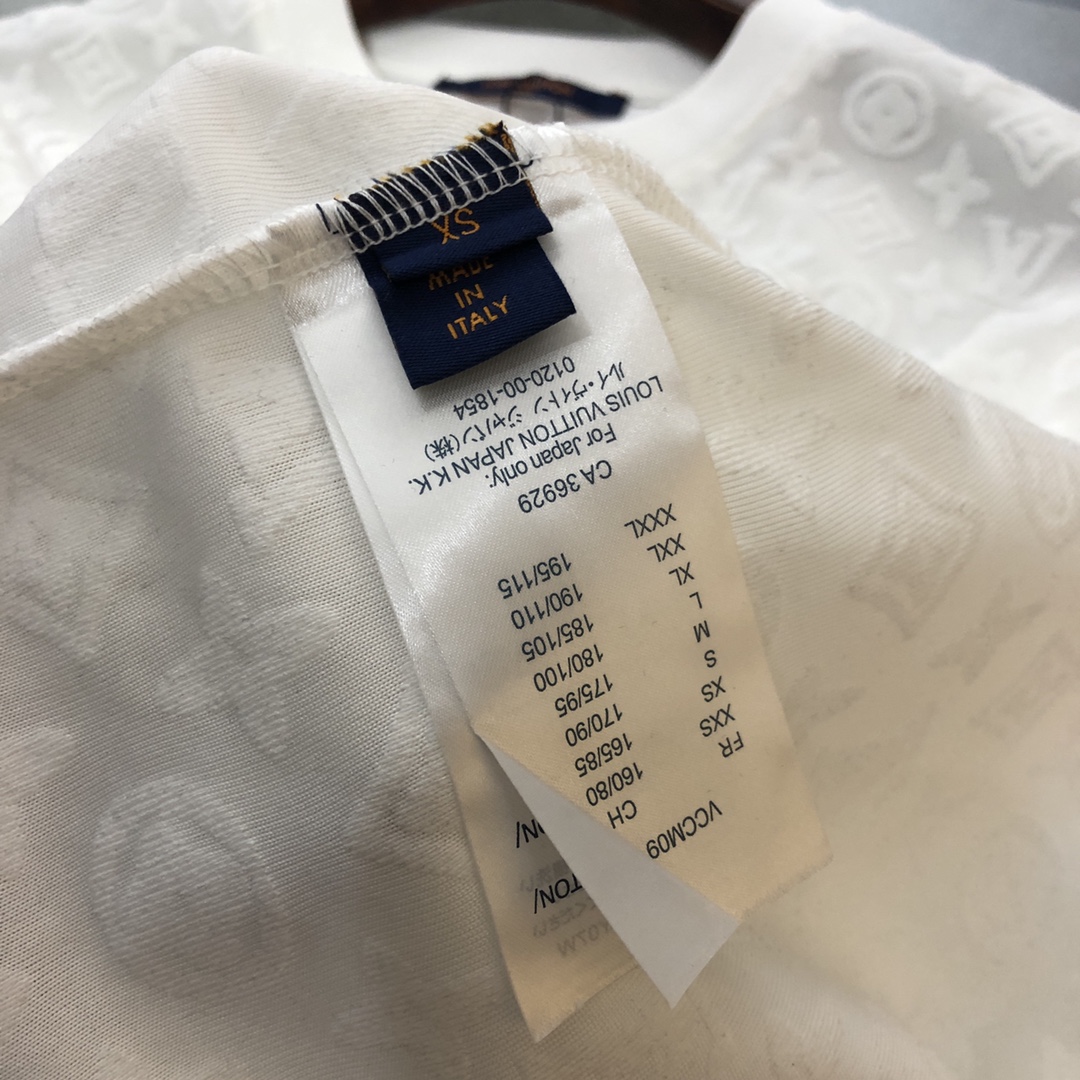 XS
MADE
IN
ITALY
VCCM09
FR CH
XXS 160/80
XS 165/85
S 170/90
M 175/95
L 180/100
XL 185/105
XXL 190/110
XXXL 195/115
CA 36929
For Japan only:
LOUIS VUITTON JAPAN K.K.
ルイ・ヴィトン ジャパン(株)
0120-00-1854